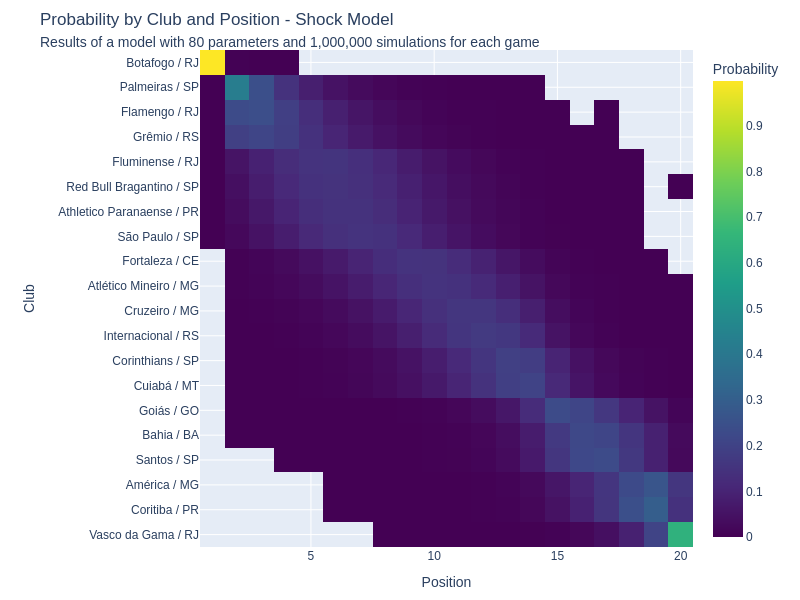 Probability by Club and Position - Shock Model
Results of a model with 80 parameters and 1,000,000 simulations for each game
Probability
Botafogo / RJ
Palmeiras / SP
Flamengo / RJ
Grêmio / RS
Fluminense / RJ
Red Bull Bragantino / SP
Athletico Paranaense / PR
São Paulo / SP
Fortaleza / CE
Atlético Mineiro / MG
Cruzeiro / MG
Internacional / RS
Corinthians / SP
Cuiabá / MT
Goiás / GO
Bahia / BA
Santos / SP
América / MG
Coritiba / PR
Vasco da Gama / RJ
Club
5
10
15
20
Position
0.9
0.8
0.7
0.6
0.5
0.4
0.3
0.2
0.1
0